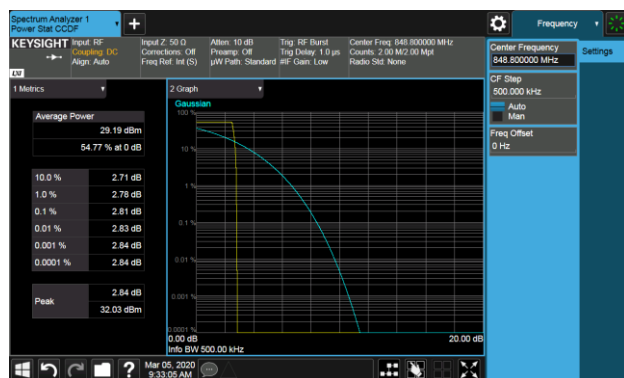 Spectrum Analyzer 1
Power Stat CCDF
Frequency
KEYSIGHT
Input: RF
Coupling: DC
Align: Auto
Input Z: 50 Ω
Corrections: Off
Freq Ref: Int (S)
Atten: 10 dB
Preamp: Off
µW Path: Standard
Trig: RF Burst
Trig Delay: 1.0 µs
#IF Gain: Low
Center Freq: 848.800000 MHz
Counts: 2.00 M/2.00 Mpt
Radio Std: None
LXI
Center Frequency
848.800000 MHz
Settings
CF Step
500.000 kHz
Auto
Man
Freq Offset
0 Hz
1 Metrics
Average Power
29.19 dBm
54.77 % at 0 dB
10.0 % 2.71 dB
1.0 % 2.78 dB
0.1 % 2.81 dB
0.01 % 2.83 dB
0.001 % 2.84 dB
0.0001 % 2.84 dB
Peak
2.84 dB
32.03 dBm
2 Graph
Gaussian
100 %
10 %
1 %
0.1 %
0.01 %
0.001 %
0.0001 %
0.00 dB
20.00 dB
Info BW 500.00 kHz
Mar 05, 2020
9:33:05 AM